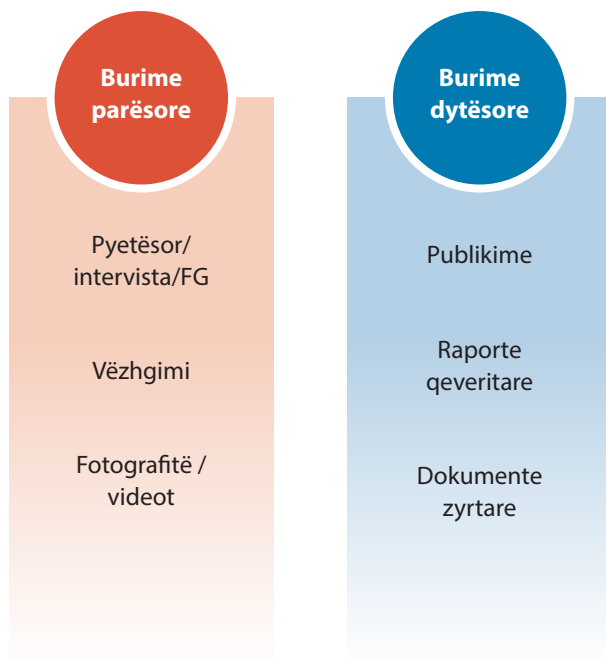 Burime
parësore
Pyetësor/
intervista/FG
Vëzhgimi
Fotografitë /
videot
Burime
dytësore
Publikime
Raporte
qeveritare
Dokumente
zyrtare